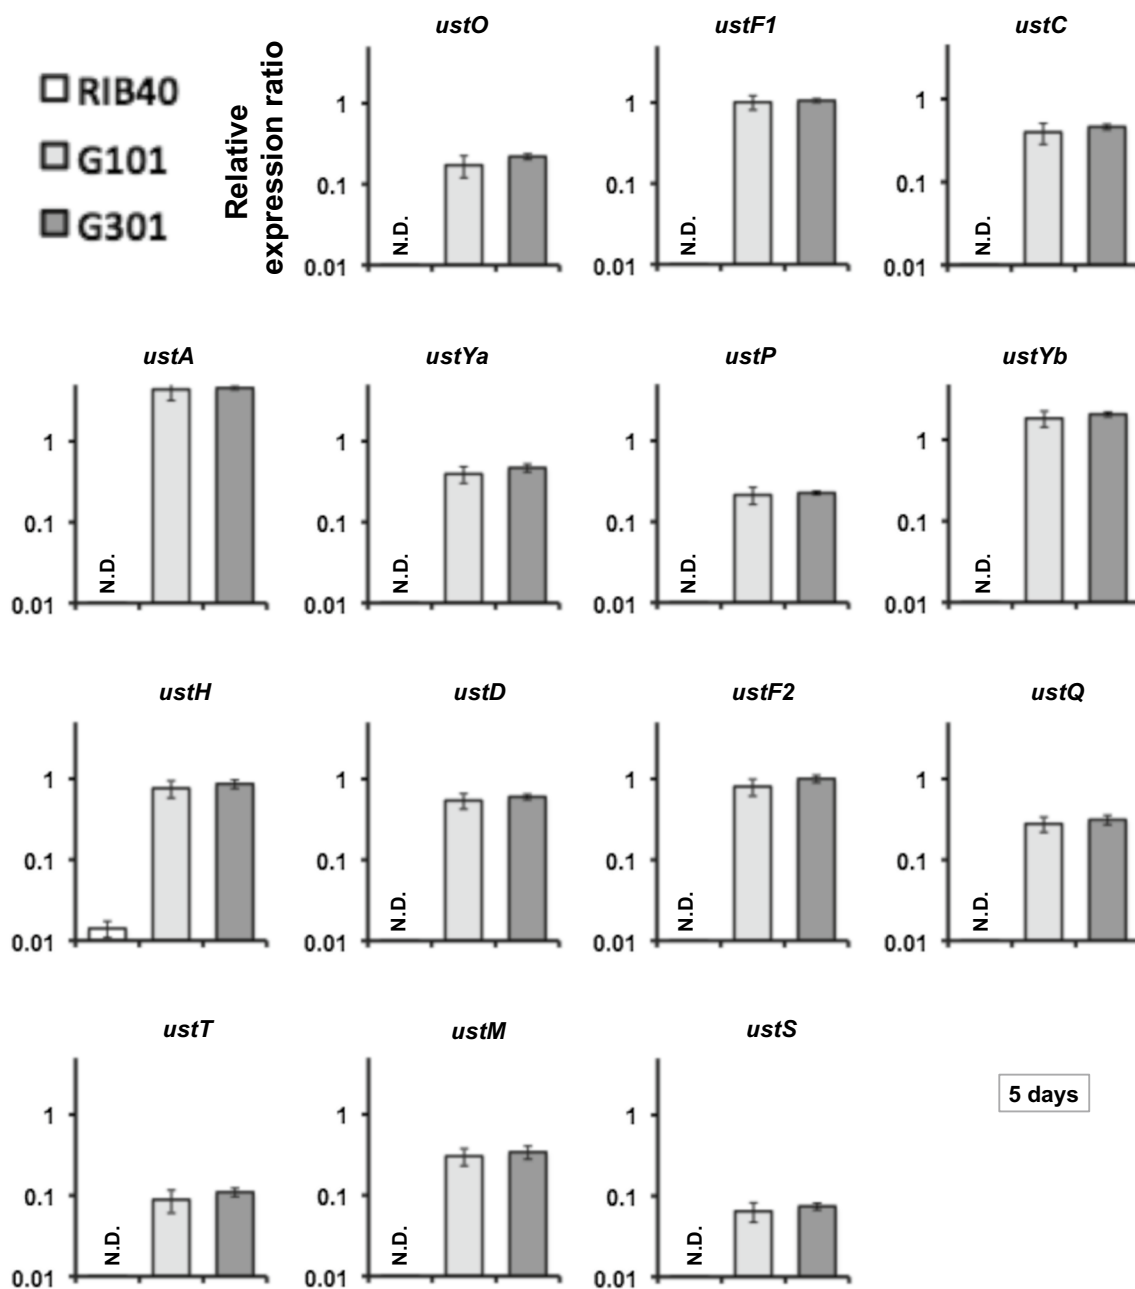 RIB40
G101
G301
Relative
expression ratio
ustO
1
0.1
0.01
N.D.
ustF1
1
0.1
0.01
N.D.
ustC
1
0.1
0.01
N.D.
ustA
1
0.1
0.01
N.D.
ustYa
1
0.1
0.01
N.D.
ustP
1
0.1
0.01
N.D.
ustYb
1
0.1
0.01
N.D.
ustH
1
0.1
0.01
ustD
1
0.1
0.01
N.D.
ustF2
1
0.1
0.01
N.D.
ustQ
1
0.1
0.01
N.D.
ustT
1
0.1
0.01
N.D.
ustM
1
0.1
0.01
N.D.
ustS
1
0.1
0.01
N.D.
5 days